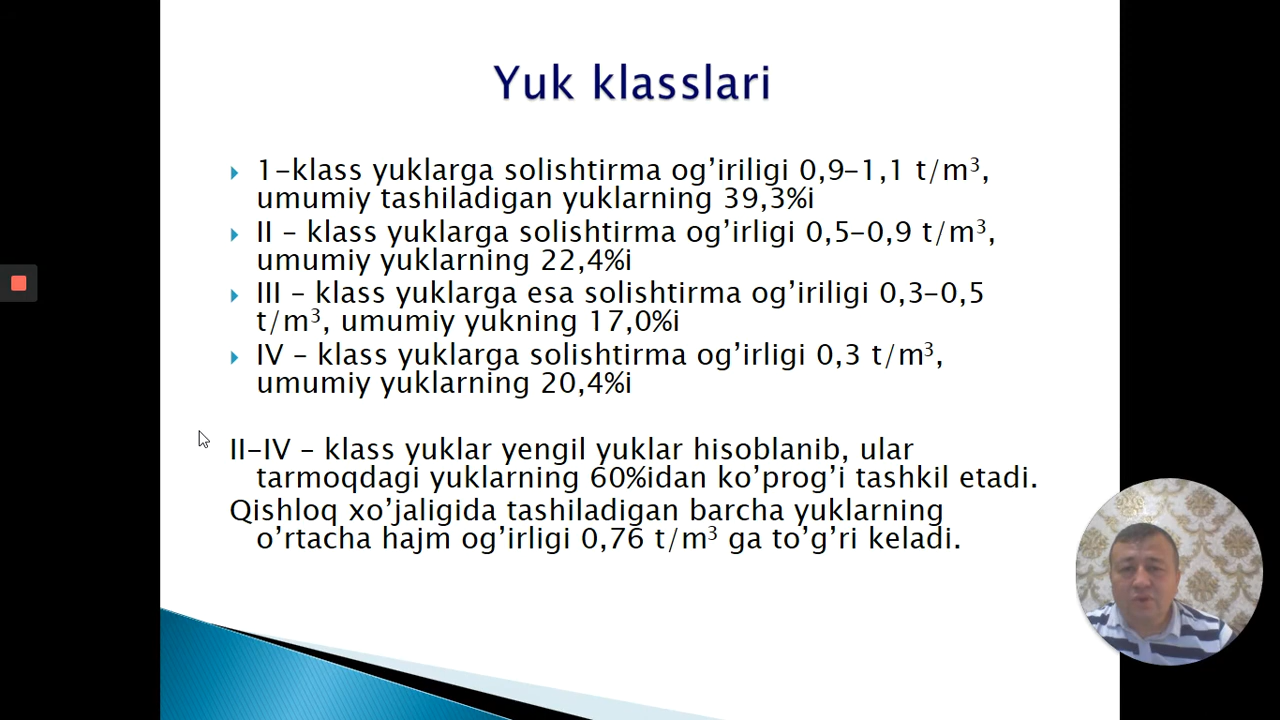 Yuk klasslari
1-klass yuklarga solishtirma og’iriligi 0,9-1,1 t/m³,
umumiy tashiladigan yuklarning 39,3%i
II – klass yuklarga solishtirma og’irligi 0,5-0,9 t/m³,
umumiy yuklarning 22,4%i
III – klass yuklarga esa solishtirma og’iriligi 0,3-0,5
t/m³, umumiy yukning 17,0%i
IV – klass yuklarga solishtirma og’irligi 0,3 t/m³,
umumiy yuklarning 20,4%i
II-IV – klass yuklar yengil yuklar hisoblanib, ular
tarmoqdagi yuklarning 60%idan ko’prog’i tashkil etadi.
Qishloq xo’jaligida tashiladigan barcha yuklarning
o’rtacha hajm og’irligi 0,76 t/m³ ga to’g’ri keladi.